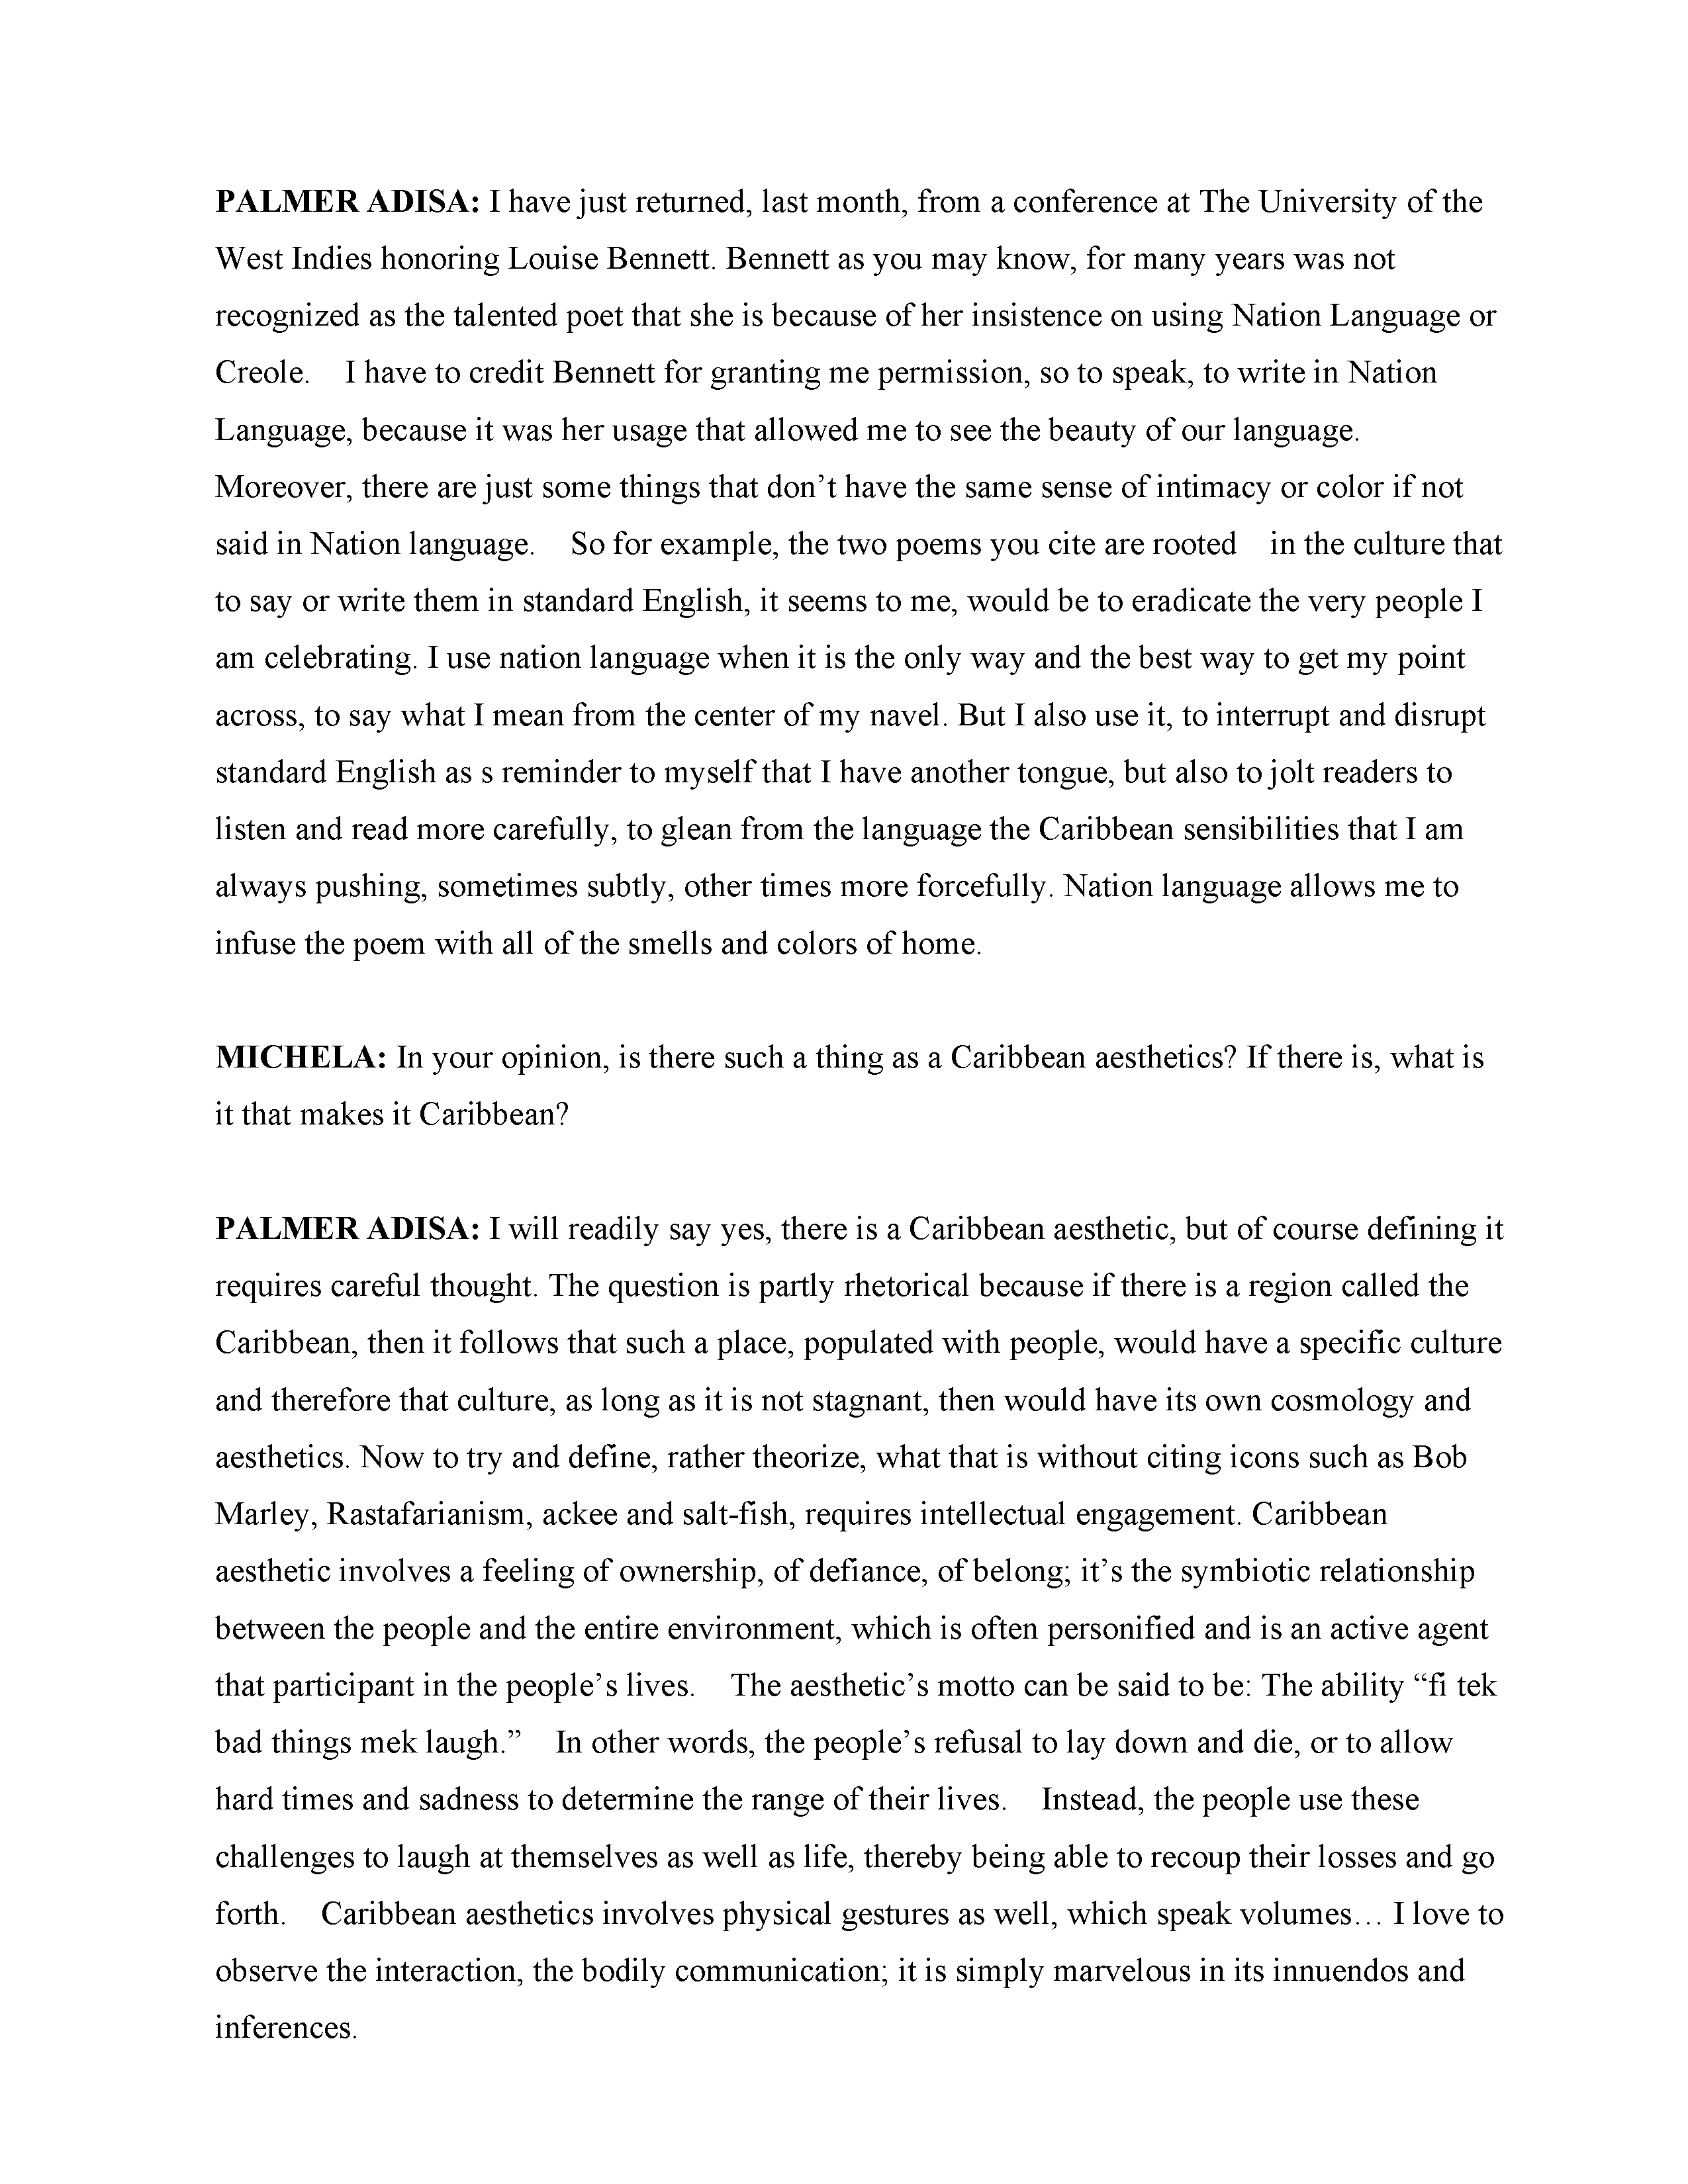 PALMER ADISA: I have just returned, last month, from a conference at The University of the
West Indies honoring Louise Bennett. Bennett as you may know, for many years was not
recognized as the talented poet that she is because of her insistence on using Nation Language or
Creole.    I have to credit Bennett for granting me permission, so to speak, to write in Nation
Language, because it was her usage that allowed me to see the beauty of our language.
Moreover, there are just some things that don’t have the same sense of intimacy or color if not
said in Nation language.    So for example, the two poems you cite are rooted    in the culture that
to say or write them in standard English, it seems to me, would be to eradicate the very people I
am celebrating. I use nation language when it is the only way and the best way to get my point
across, to say what I mean from the center of my navel. But I also use it, to interrupt and disrupt
standard English as s reminder to myself that I have another tongue, but also to jolt readers to
listen and read more carefully, to glean from the language the Caribbean sensibilities that I am
always pushing, sometimes subtly, other times more forcefully. Nation language allows me to
infuse the poem with all of the smells and colors of home.
MICHELA: In your opinion, is there such a thing as a Caribbean aesthetics? If there is, what is
it that makes it Caribbean?
PALMER ADISA: I will readily say yes, there is a Caribbean aesthetic, but of course defining it
requires careful thought. The question is partly rhetorical because if there is a region called the
Caribbean, then it follows that such a place, populated with people, would have a specific culture
and therefore that culture, as long as it is not stagnant, then would have its own cosmology and
aesthetics. Now to try and define, rather theorize, what that is without citing icons such as Bob
Marley, Rastafarianism, ackee and salt-fish, requires intellectual engagement. Caribbean
aesthetic involves a feeling of ownership, of defiance, of belong; it’s the symbiotic relationship
between the people and the entire environment, which is often personified and is an active agent
that participant in the people’s lives.    The aesthetic’s motto can be said to be: The ability “fi tek
bad things mek laugh.”    In other words, the people’s refusal to lay down and die, or to allow
hard times and sadness to determine the range of their lives.    Instead, the people use these
challenges to laugh at themselves as well as life, thereby being able to recoup their losses and go
forth.    Caribbean aesthetics involves physical gestures as well, which speak volumes… I love to
observe the interaction, the bodily communication; it is simply marvelous in its innuendos and
inferences.